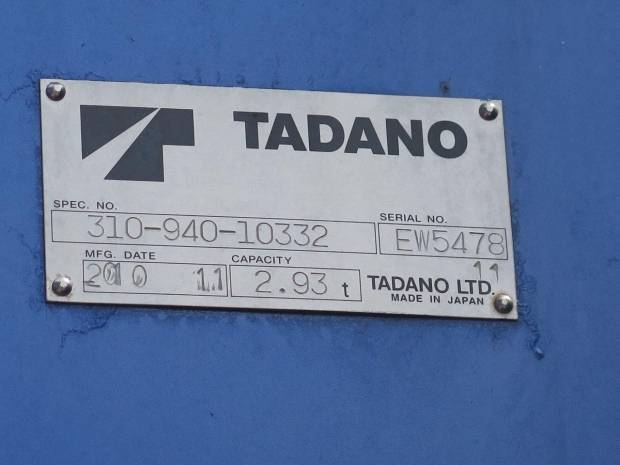 TADANO
SPEC. NO.
310-940-10332
SERIAL NO.
EW5478
MFG. DATE
2010 11
CAPACITY
2.93 t
11
TADANO LTD.
MADE IN JAPAN